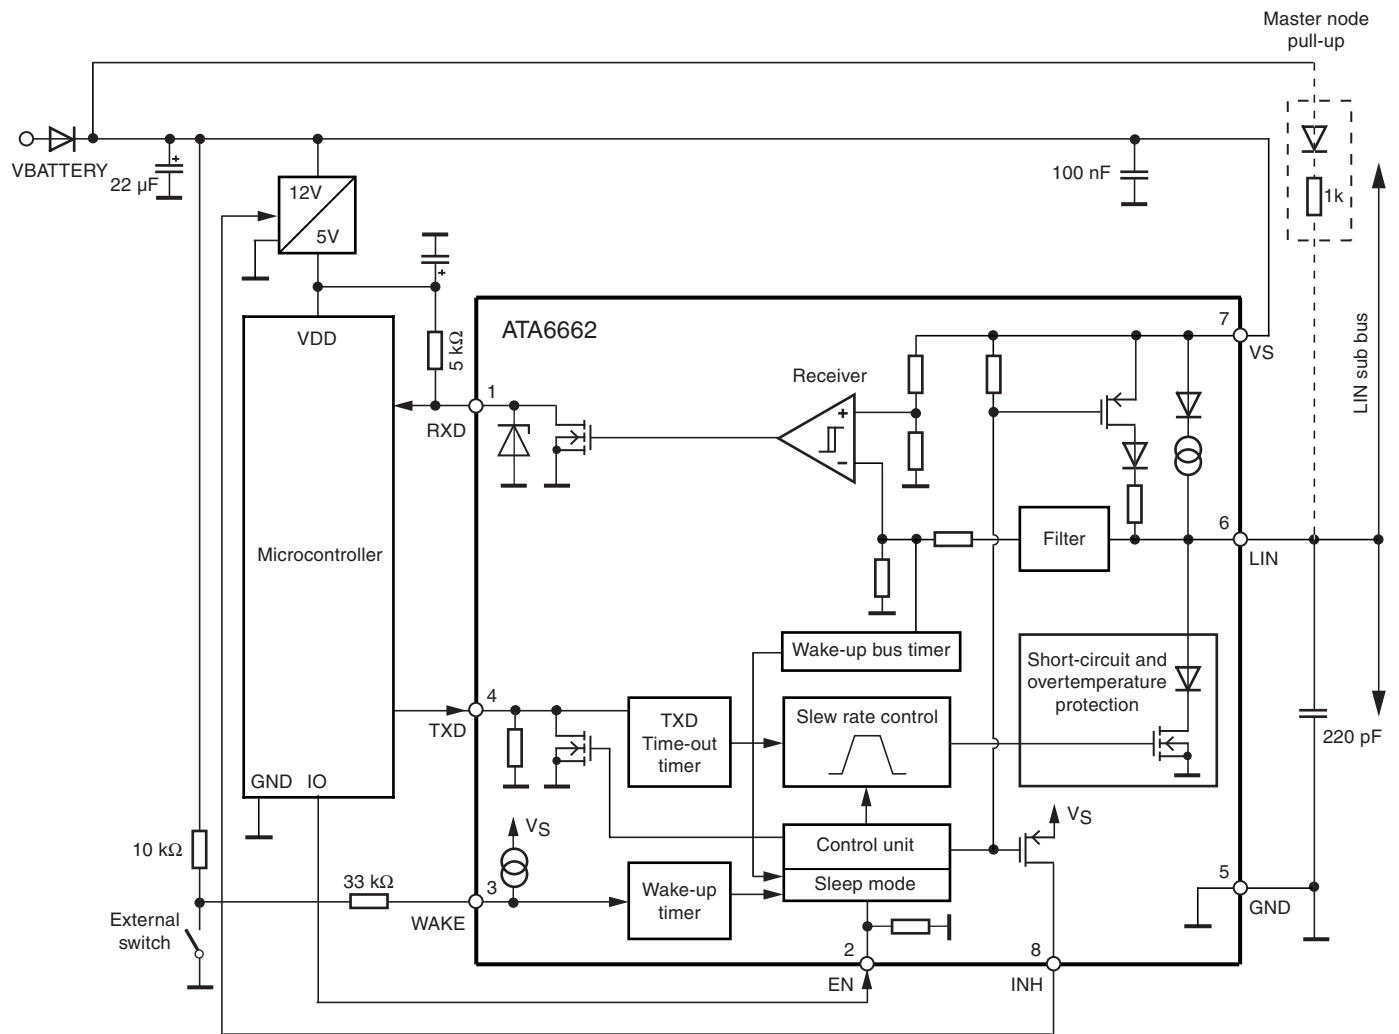 Master node
pull-up
VBATTERY
22 µF
+
12V
5V
+
100 nF
1k
LIN sub bus
VDD
5 kΩ
ATA6662
7
VS
Receiver
1
RXD
+
-
6
LIN
Filter
Microcontroller
Wake-up bus timer
Short-circuit and
overtemperature
protection
4
TXD
TXD
Time-out
timer
Slew rate control
220 pF
GND
IO
VS
VS
10 kΩ
33 kΩ
Control unit
Sleep mode
3
WAKE
Wake-up
timer
5
GND
External
switch
2
EN
8
INH